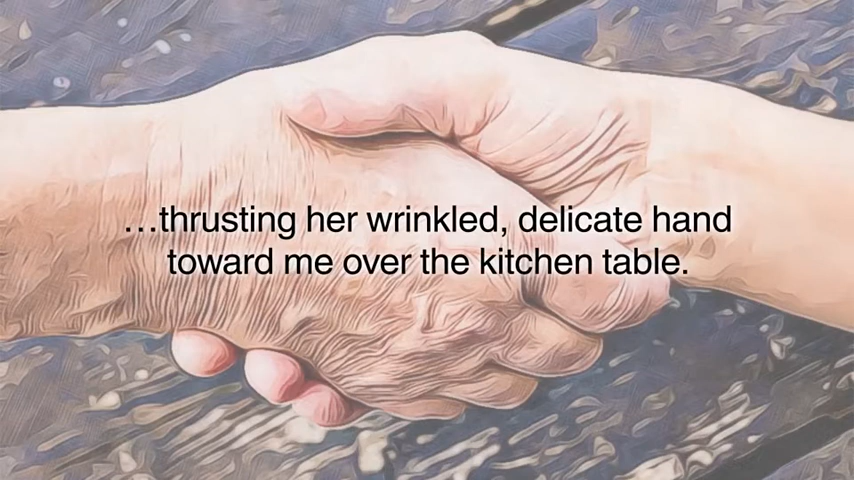 …thrusting her wrinkled, delicate hand
toward me over the kitchen table.